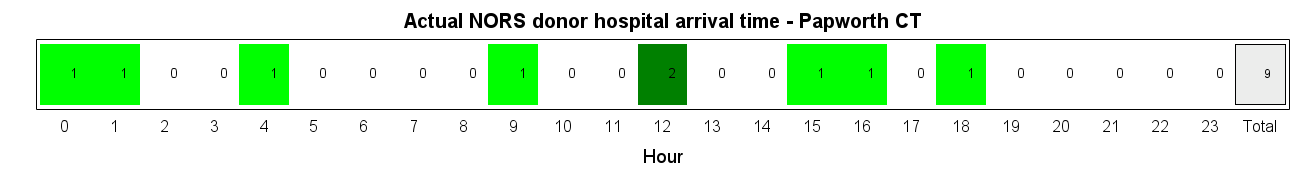 Actual NORS donor hospital arrival time - Papworth CT
1 1 0 0 1 0 0 0 0 1 0 0 2 0 0 1 1 0 1 0 0 0 0 0 9
0 1 2 3 4 5 6 7 8 9 10 11 12 13 14 15 16 17 18 19 20 21 22 23 Total
Hour